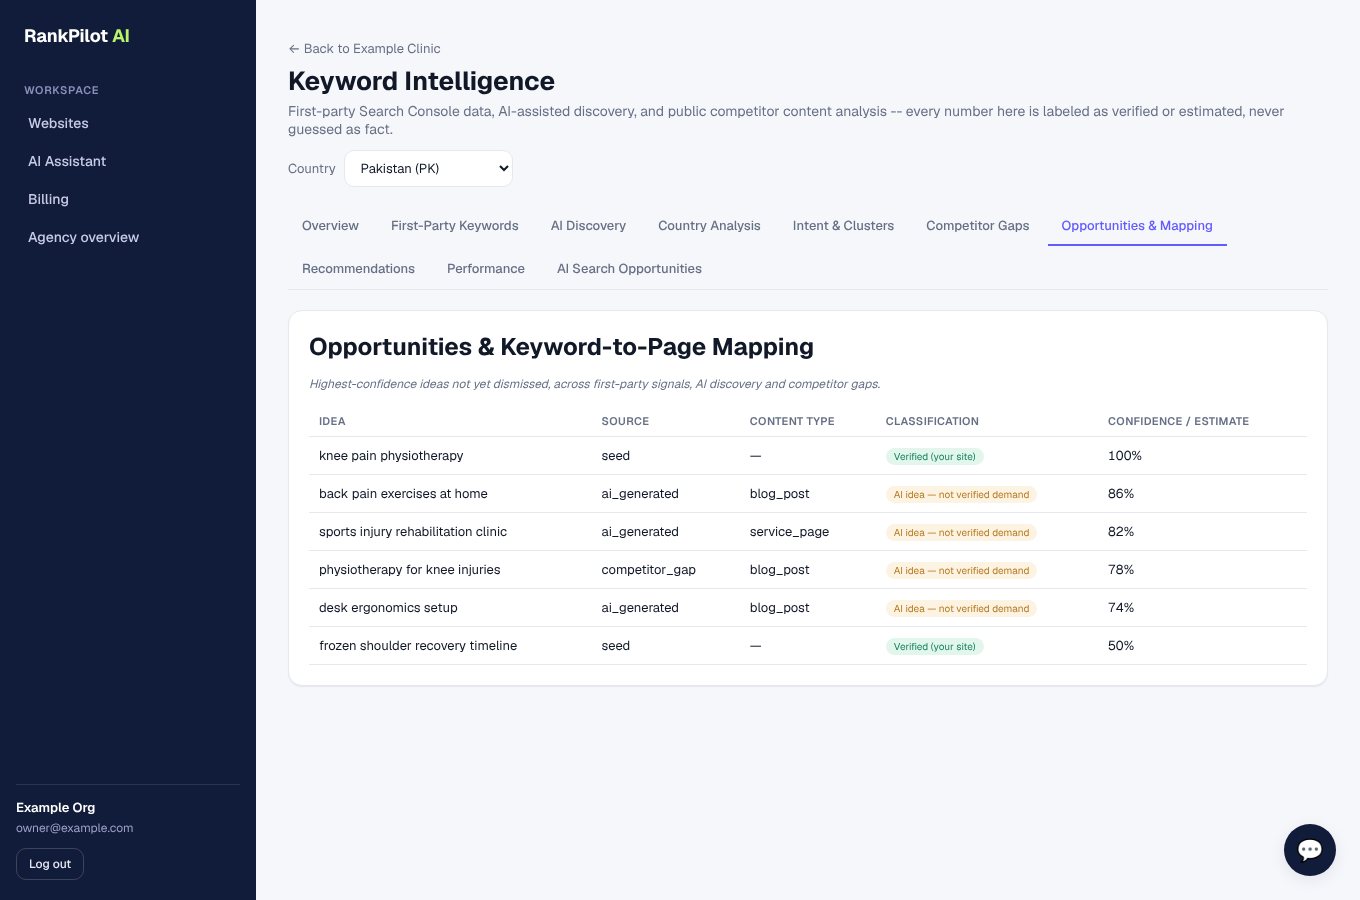 RankPilot AI
WORKSPACE
Websites
AI Assistant
Billing
Agency overview
Example Org
owner@example.com
Log out
← Back to Example Clinic
Keyword Intelligence
First-party Search Console data, AI-assisted discovery, and public competitor content analysis -- every number here is labeled as verified or estimated, never
guessed as fact.
Country Pakistan (PK)
Overview First-Party Keywords AI Discovery Country Analysis Intent & Clusters Competitor Gaps Opportunities & Mapping
Recommendations Performance AI Search Opportunities
Opportunities & Keyword-to-Page Mapping
Highest-confidence ideas not yet dismissed, across first-party signals, AI discovery and competitor gaps.
IDEA SOURCE CONTENT TYPE CLASSIFICATION CONFIDENCE / ESTIMATE
knee pain physiotherapy seed — Verified (your site) 100%
back pain exercises at home ai_generated blog_post AI idea — not verified demand 86%
sports injury rehabilitation clinic ai_generated service_page AI idea — not verified demand 82%
physiotherapy for knee injuries competitor_gap blog_post AI idea — not verified demand 78%
desk ergonomics setup ai_generated blog_post AI idea — not verified demand 74%
frozen shoulder recovery timeline seed — Verified (your site) 50%